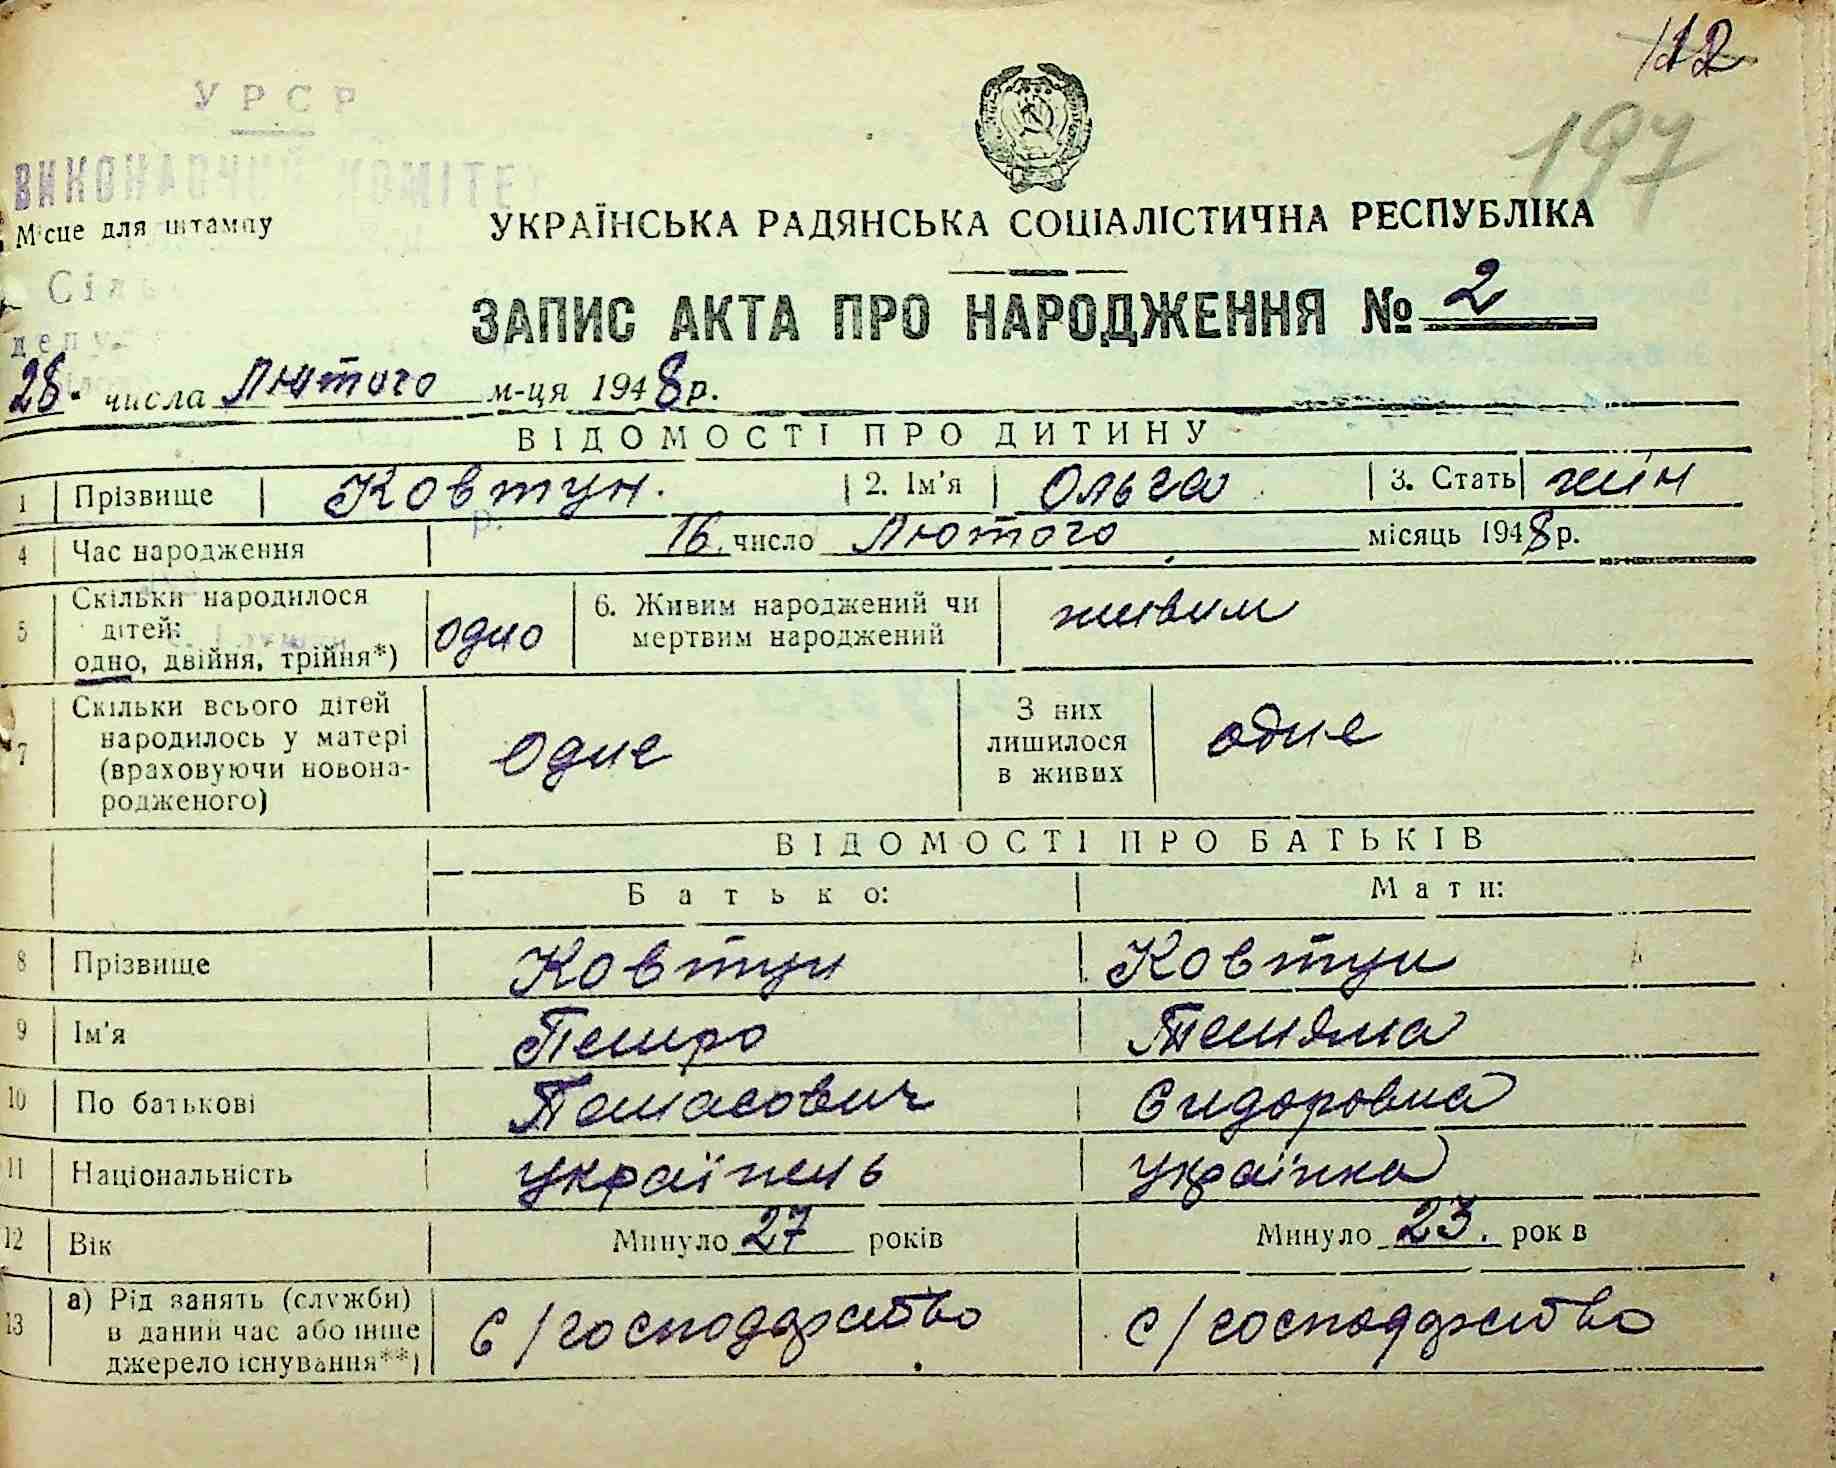 112
197
УРСР
ВИКОНАВЧИЙ КОМІТЕ
Місце для штампу
УКРАЇНСЬКА РАДЯНСЬКА СОЦІАЛІСТИЧНА РЕСПУБЛІКА
Сіль
депу
ЗАПИС АКТА ПРО НАРОДЖЕННЯ № 2
28 числа Лютого м-ця 1948 р.
ВІДОМОСТІ ПРО ДИТИНУ
1 Прізвище Ковтун. 2. Ім'я Ольга 3. Стать жін
4 Час народження 16 число Лютого місяць 1948 р.
5 Скільки народилося дітей: одно, двійня, трійня*) одно 6. Живим народжений чи мертвим народжений живим
7 Скільки всього дітей народилось у матері (враховуючи новонародженого) одне З них лишилося в живих одне
ВІДОМОСТІ ПРО БАТЬКІВ
Батько: Мати:
8 Прізвище Ковтун Ковтун
9 Ім'я Петро
10 По батькові Сидоровна
11 Національність українець українка
12 Вік Минуло 27 років Минуло 23. рок в
13 а) Рід занять (служби) в даний час або інше джерело існування**) С/господарство с/господарство